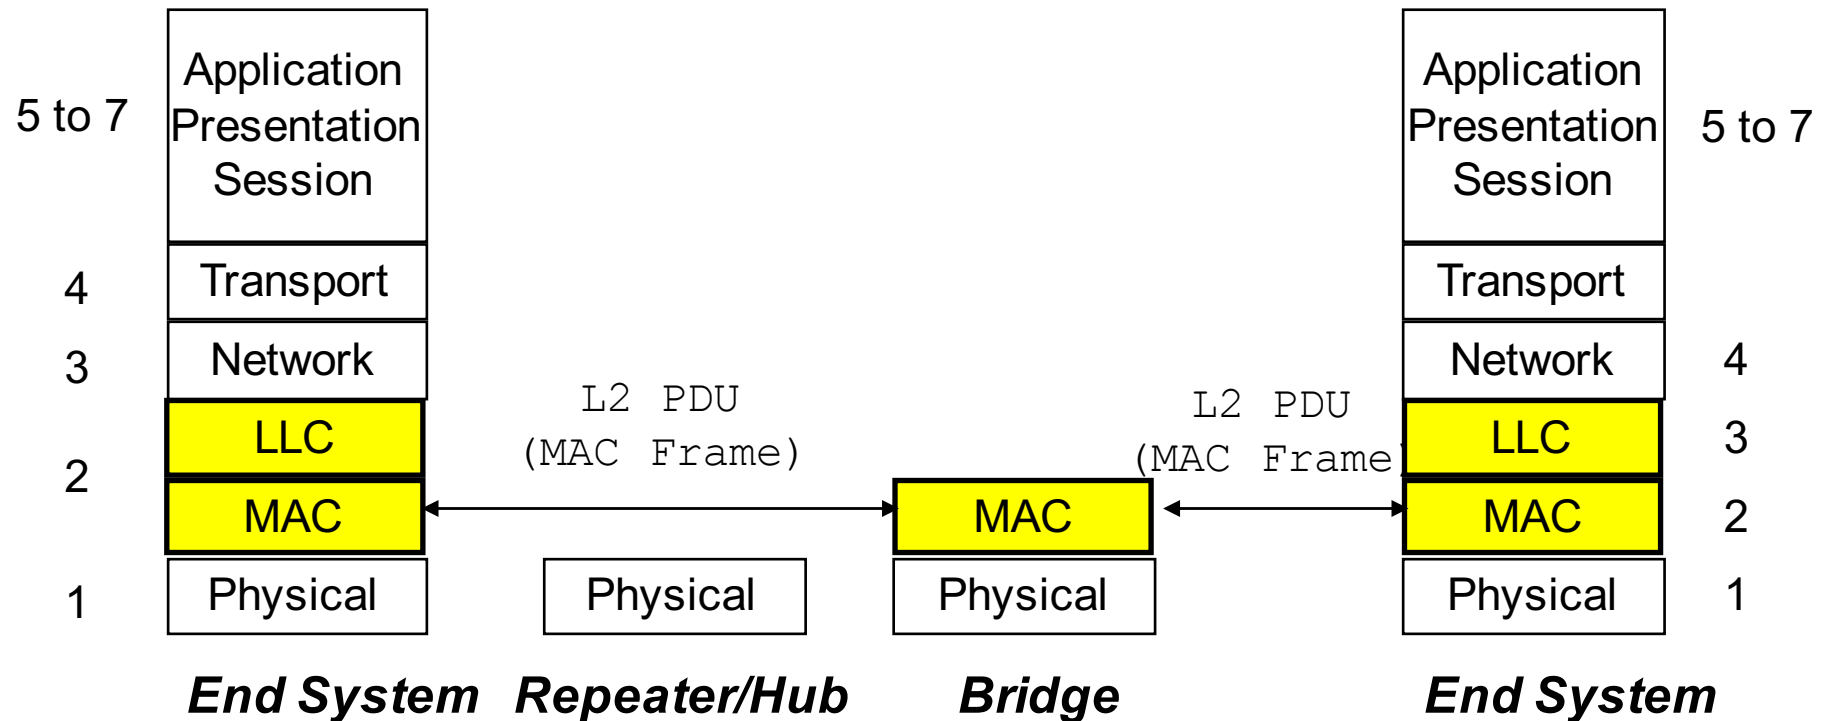 5 to 7
Application
Presentation
Session
4
Transport
3
Network
2
LLC
MAC
1
Physical
End System
L2 PDU
(MAC Frame)
Physical
Repeater/Hub
MAC
Physical
Bridge
L2 PDU
(MAC Frame)
Application
Presentation
Session
5 to 7
Transport
Network
4
LLC
3
MAC
2
Physical
1
End System